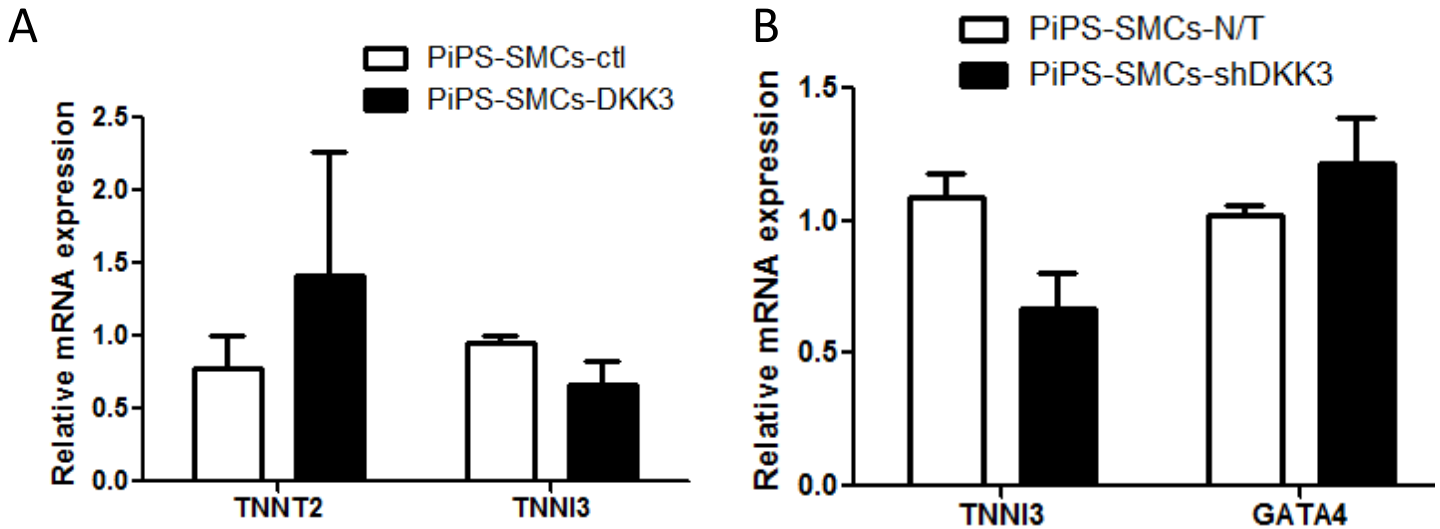 A
PiPS-SMCs-ctl
PiPS-SMCs-DKK3
Relative mRNA expression
2.5
2.0
1.5
1.0
0.5
0.0
TNNT2
TNNI3
B
PiPS-SMCs-N/T
PiPS-SMCs-shDKK3
Relative mRNA expression
1.5
1.0
0.5
0.0
TNNI3
GATA4